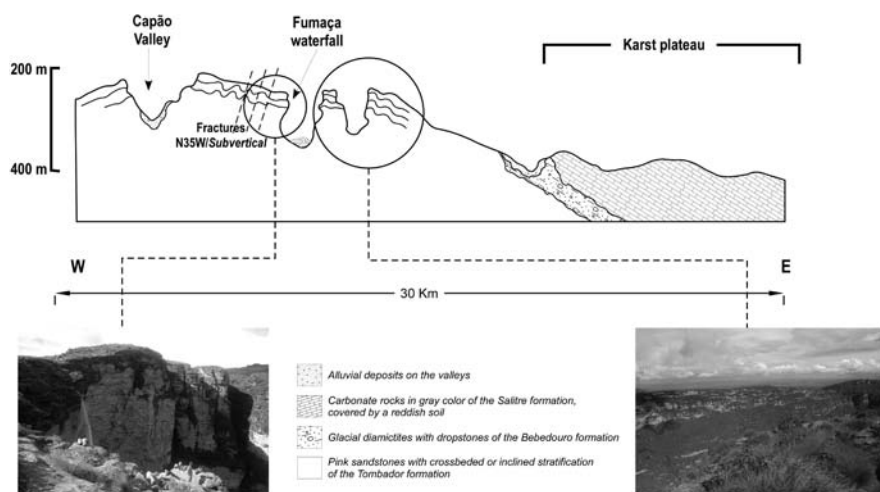 Capão
Valley
Fumaça
waterfall
Karst plateau
200 m
Fractures
N35W/Subvertical
400 m
W
E
30 Km
Alluvial deposits on the valleys
Carbonate rocks in gray color of the Salitre formation,
covered by a reddish soil
Glacial diamictites with dropstones of the Bebedouro formation
Pink sandstones with crossbeded or inclined stratification
of the Tombador formation